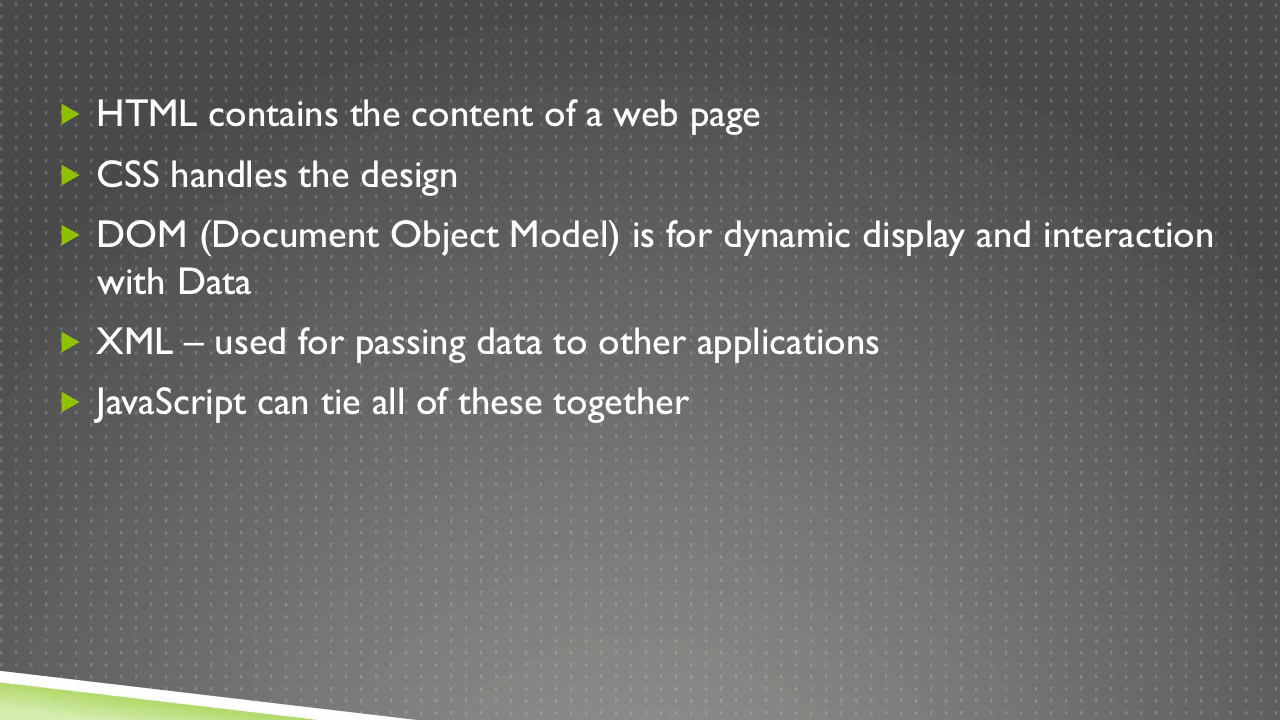 HTML contains the content of a web page
CSS handles the design
DOM (Document Object Model) is for dynamic display and interaction
with Data
XML – used for passing data to other applications
JavaScript can tie all of these together